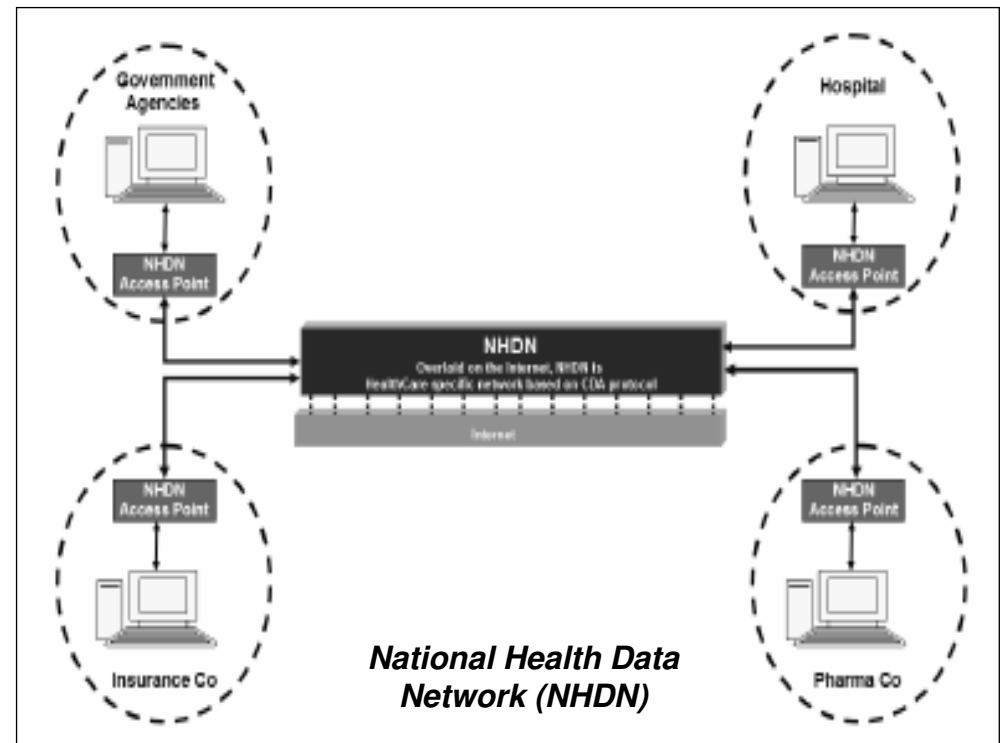 Government
Agencies
NHDN
Access Point
Hospital
NHDN
Access Point
NHDN
Overlaid on the Internet, NHDN Is
HealthCare specific network based on CDA protocol
Internet
NHDN
Access Point
Insurance Co
NHDN
Access Point
Pharma Co
National Health Data
Network (NHDN)